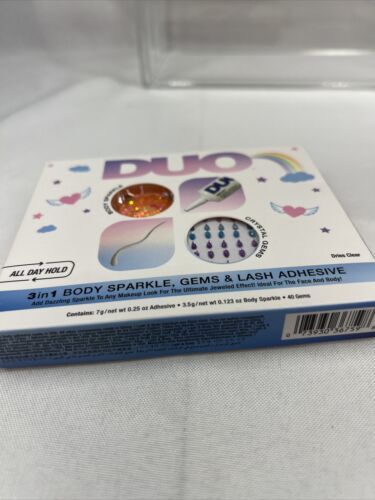 DUO
BODY SPARKLE
DUO
CRYSTAL GEMS
Dries Clear
ALL DAY HOLD
3 in 1 BODY SPARKLE, GEMS & LASH ADHESIVE
Add Dazzling Sparkle To Any Makeup Look For The Ultimate Jeweled Effect! Ideal For The Face And Body!
Contains: 7g/net wt 0.25 oz Adhesive • 3.5g/net wt 0.123 oz Body Sparkle • 40 Gems